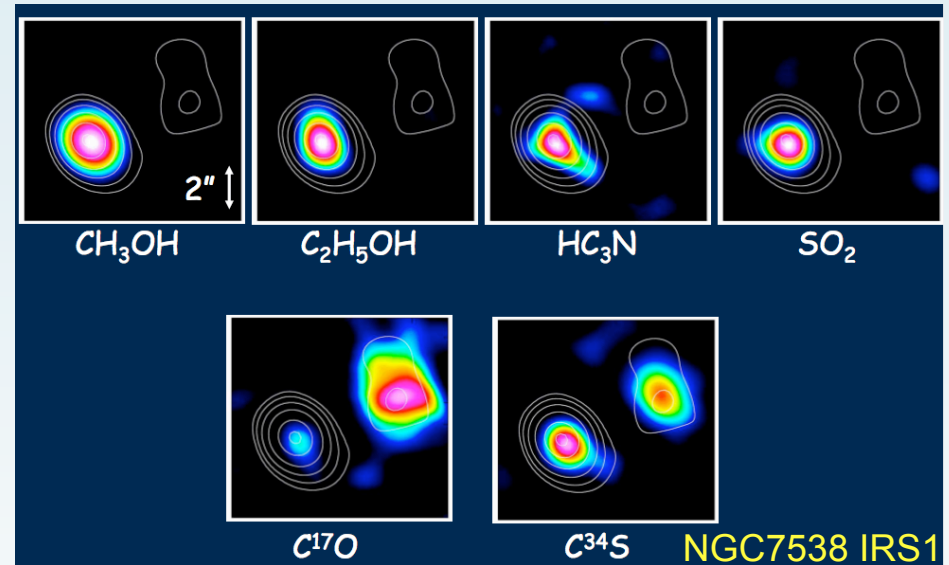 2"
CH₃OH
C₂H₅OH
HC₃N
SO₂
C¹⁷O
C³⁴S
NGC7538 IRS1